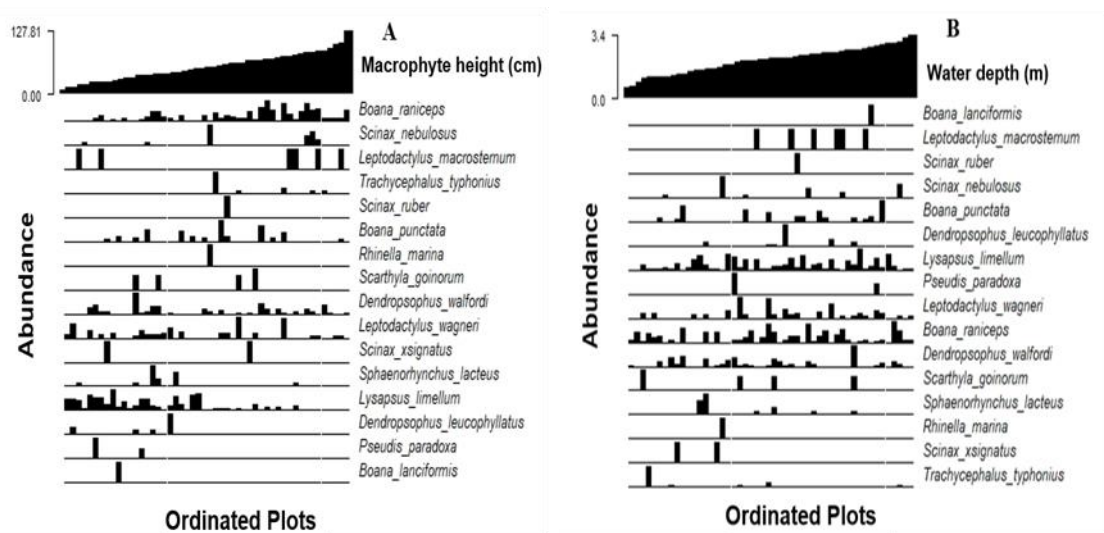 127.81
A
0.00
Macrophyte height (cm)
Boana_raniceps
Scinax_nebulosus
Leptodactylus_macrosternum
Trachycephalus_typhonius
Scinax_ruber
Boana_punctata
Rhinella_marina
Scarthyla_goinorum
Dendropsophus_walfordi
Leptodactylus_wagneri
Scinax_xsignatus
Sphaenorhynchus_lacteus
Lysapsus_limellum
Dendropsophus_leucophyllatus
Pseudis_paradoxa
Boana_lanciformis
Abundance
Ordinated Plots
3.4
B
0.0
Water depth (m)
Boana_lanciformis
Leptodactylus_macrosternum
Scinax_ruber
Scinax_nebulosus
Boana_punctata
Dendropsophus_leucophyllatus
Lysapsus_limellum
Pseudis_paradoxa
Leptodactylus_wagneri
Boana_raniceps
Dendropsophus_walfordi
Scarthyla_goinorum
Sphaenorhynchus_lacteus
Rhinella_marina
Scinax_xsignatus
Trachycephalus_typhonius
Abundance
Ordinated Plots